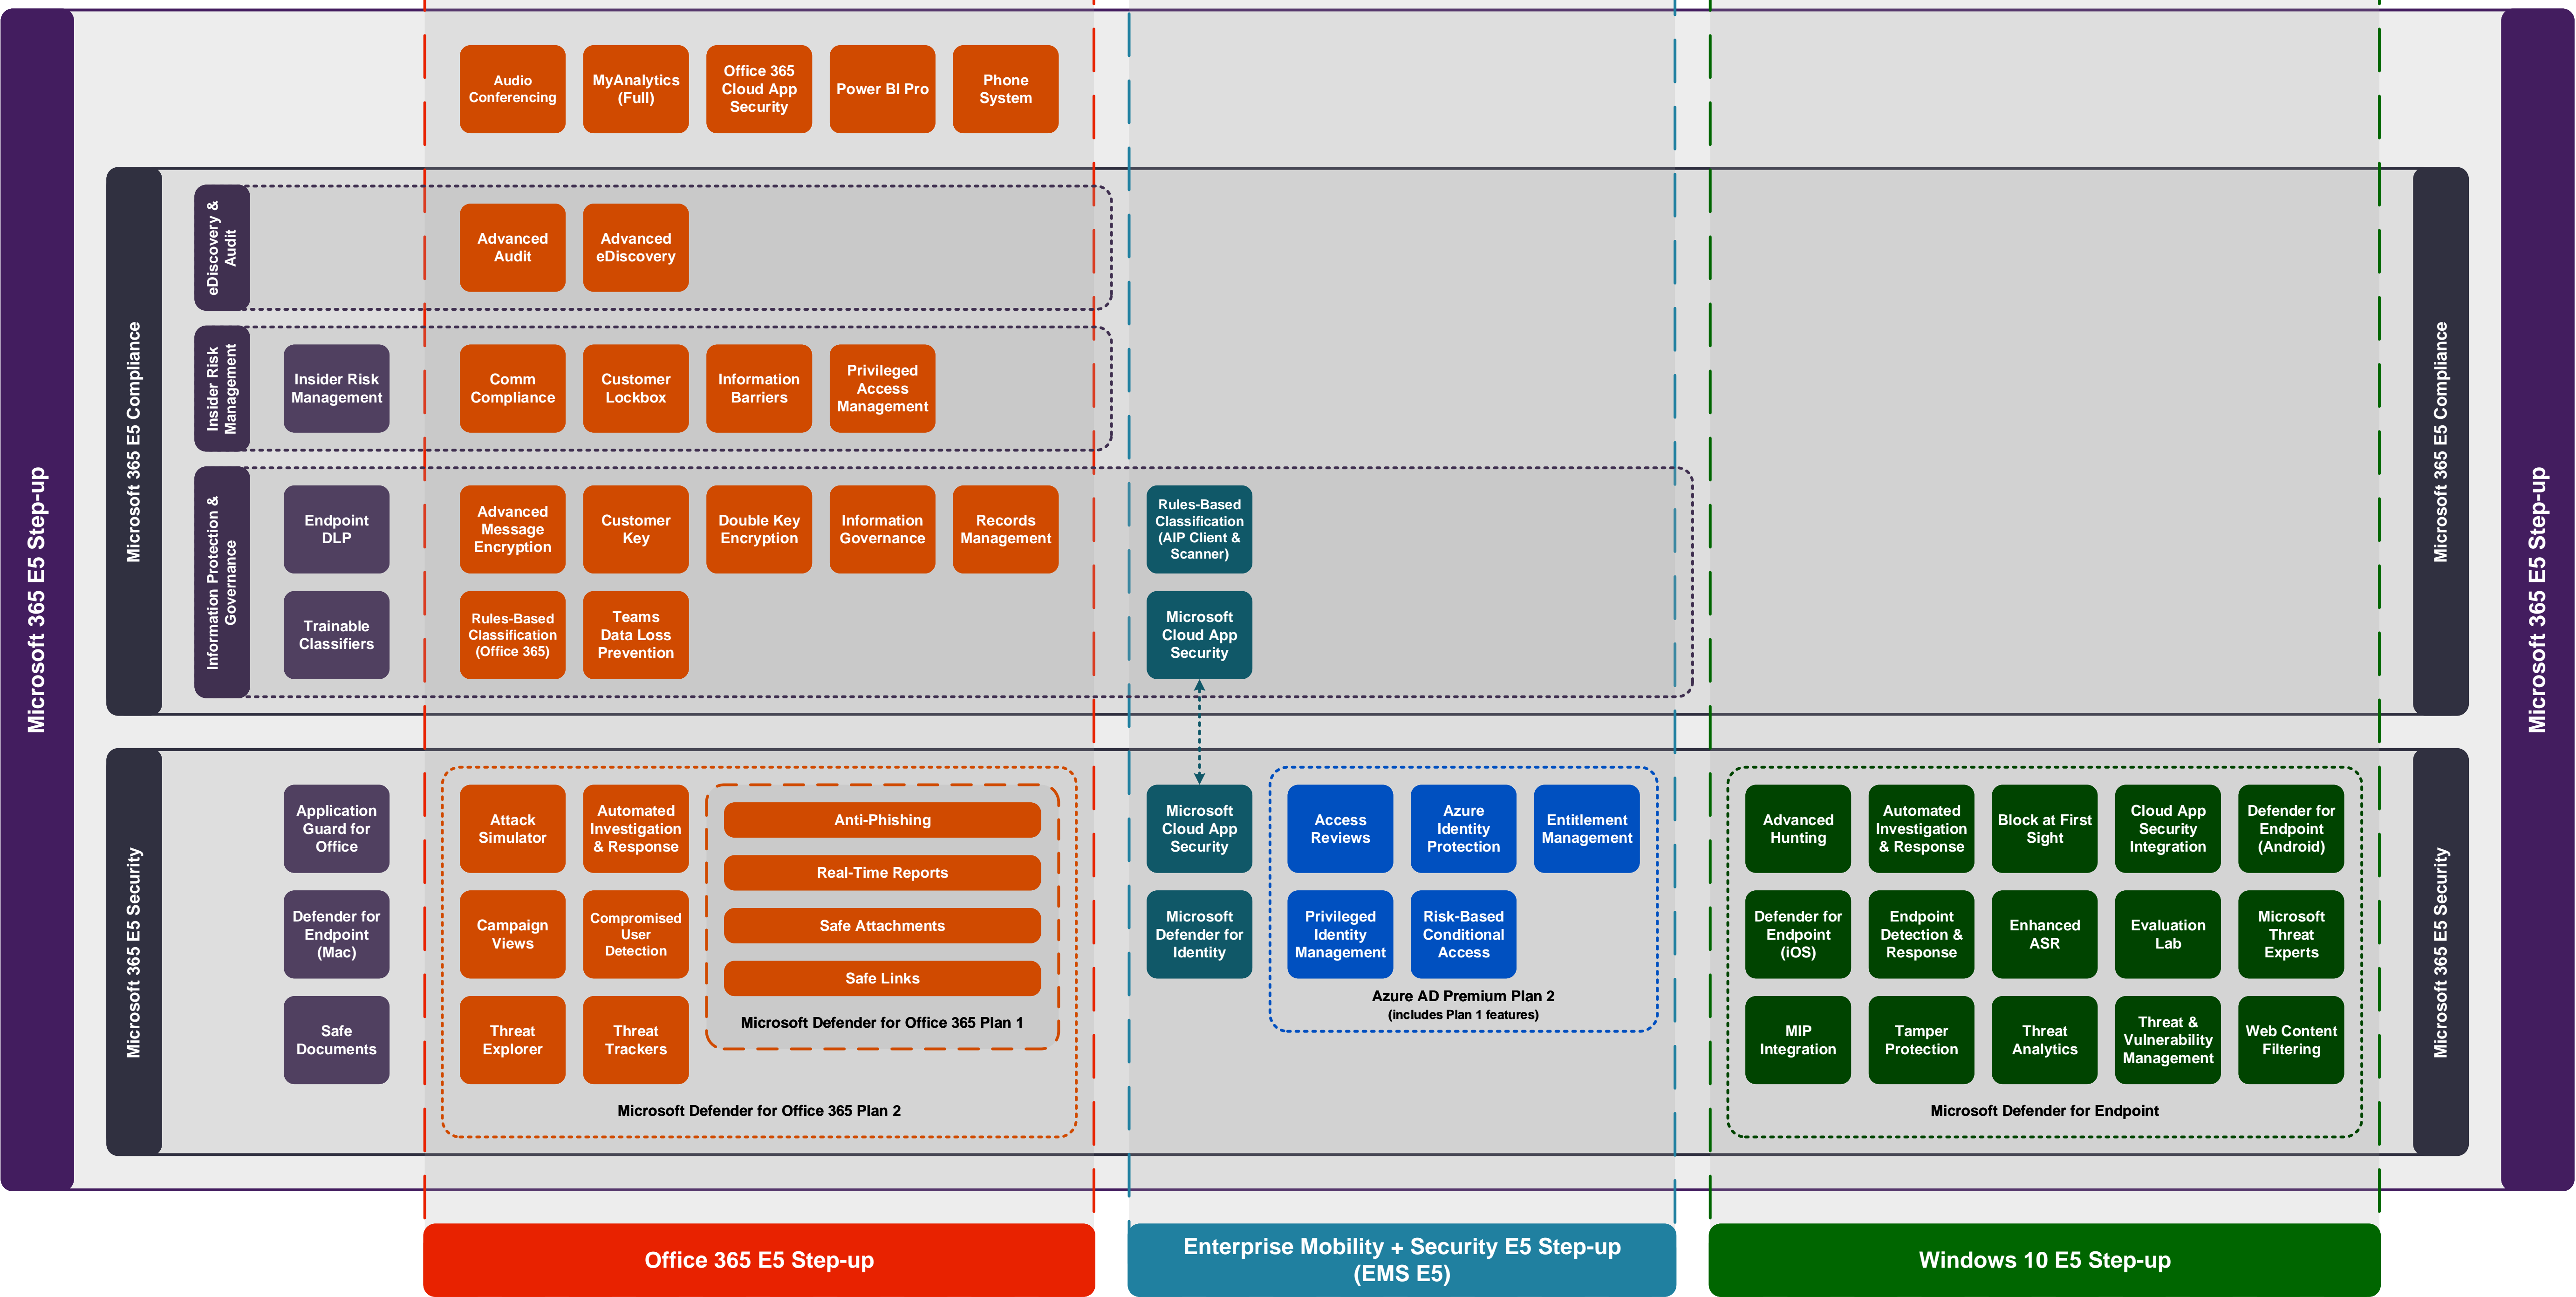 Microsoft 365 E5 Step-up
Audio
Conferencing
MyAnalytics
(Full)
Office 365
Cloud App
Security
Power BI Pro
Phone
System
Microsoft 365 E5 Compliance
eDiscovery &
Audit
Advanced
Audit
Advanced
eDiscovery
Insider Risk
Management
Insider Risk
Management
Comm
Compliance
Customer
Lockbox
Information
Barriers
Privileged
Access
Management
Information Protection &
Governance
Endpoint
DLP
Advanced
Message
Encryption
Customer
Key
Double Key
Encryption
Information
Governance
Records
Management
Rules-Based
Classification
(AIP Client &
Scanner)
Trainable
Classifiers
Rules-Based
Classification
(Office 365)
Teams
Data Loss
Prevention
Microsoft
Cloud App
Security
Microsoft 365 E5 Compliance
Microsoft 365 E5 Security
Application
Guard for
Office
Defender for
Endpoint
(Mac)
Safe
Documents
Attack
Simulator
Automated
Investigation
& Response
Campaign
Views
Compromised
User
Detection
Threat
Explorer
Threat
Trackers
Anti-Phishing
Real-Time Reports
Safe Attachments
Safe Links
Microsoft Defender for Office 365 Plan 1
Microsoft Defender for Office 365 Plan 2
Microsoft
Cloud App
Security
Microsoft
Defender for
Identity
Access
Reviews
Azure
Identity
Protection
Entitlement
Management
Privileged
Identity
Management
Risk-Based
Conditional
Access
Azure AD Premium Plan 2
(includes Plan 1 features)
Advanced
Hunting
Automated
Investigation
& Response
Block at First
Sight
Cloud App
Security
Integration
Defender for
Endpoint
(Android)
Defender for
Endpoint
(iOS)
Endpoint
Detection &
Response
Enhanced
ASR
Evaluation
Lab
Microsoft
Threat
Experts
MIP
Integration
Tamper
Protection
Threat
Analytics
Threat &
Vulnerability
Management
Web Content
Filtering
Microsoft Defender for Endpoint
Microsoft 365 E5 Security
Microsoft 365 E5 Step-up
Office 365 E5 Step-up
Enterprise Mobility + Security E5 Step-up
(EMS E5)
Windows 10 E5 Step-up